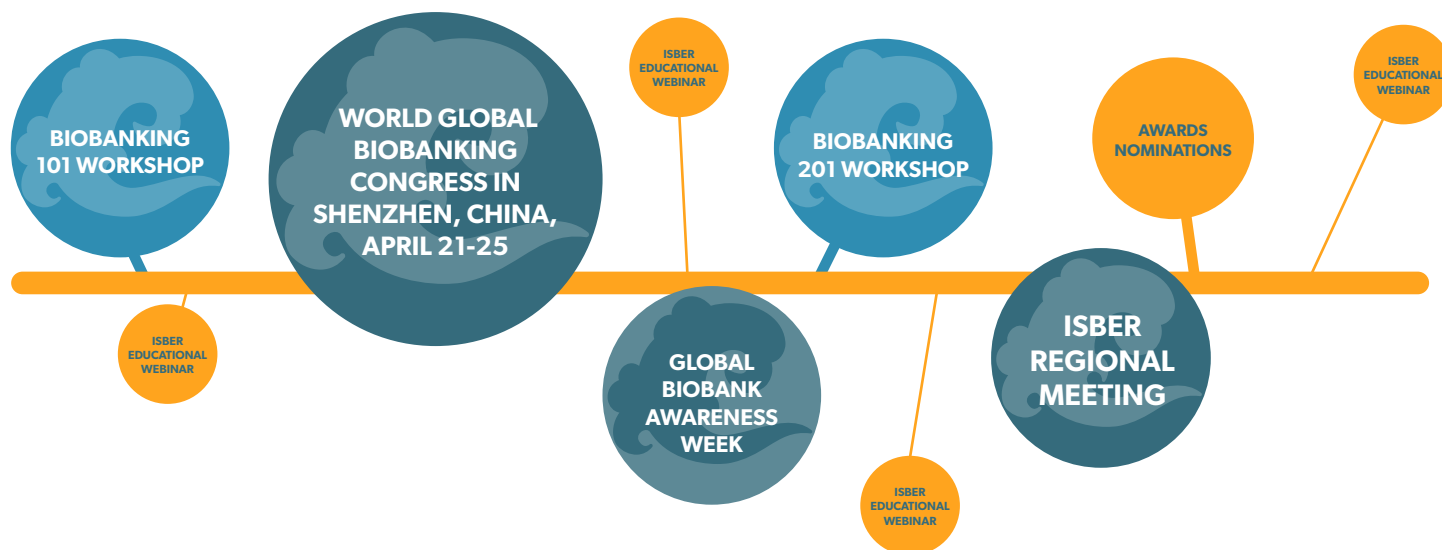 BIOBANKING
101 WORKSHOP
ISBER
EDUCATIONAL
WEBINAR
WORLD GLOBAL
BIOBANKING
CONGRESS IN
SHENZHEN, CHINA,
APRIL 21-25
ISBER
EDUCATIONAL
WEBINAR
GLOBAL
BIOBANK
AWARENESS
WEEK
BIOBANKING
201 WORKSHOP
ISBER
EDUCATIONAL
WEBINAR
ISBER
REGIONAL
MEETING
AWARDS
NOMINATIONS
ISBER
EDUCATIONAL
WEBINAR